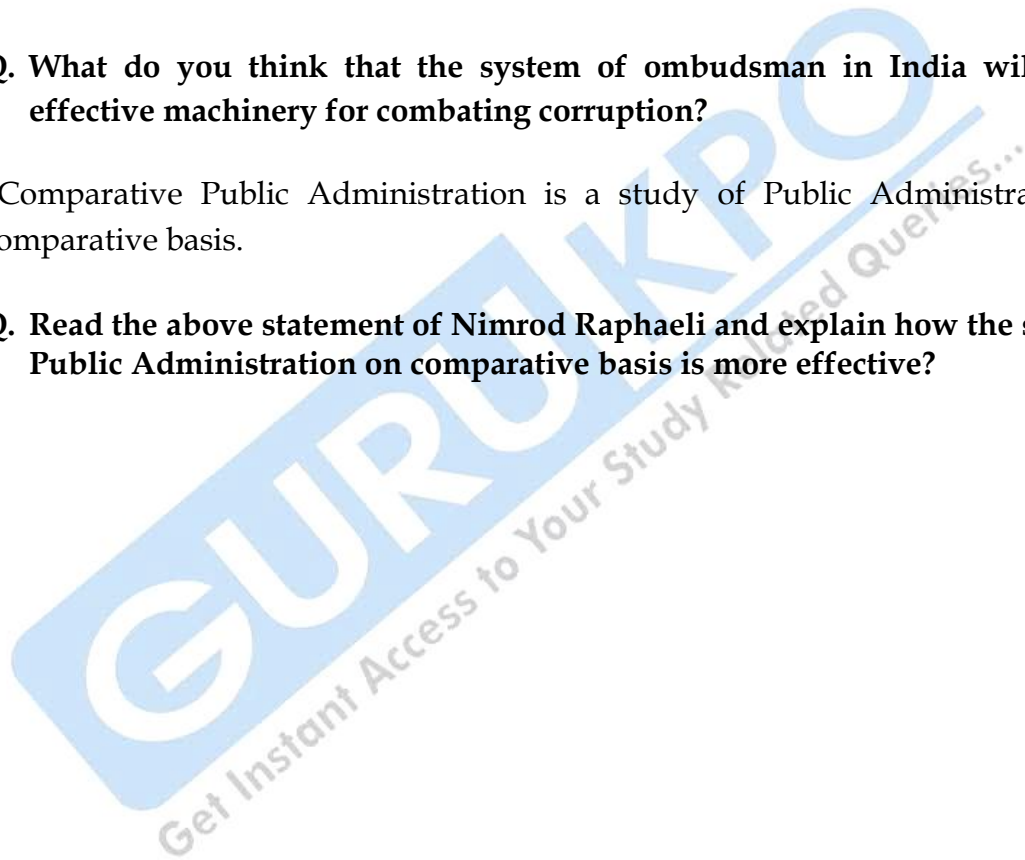 Q. What do you think that the system of ombudsman in India wil
effective machinery for combating corruption?
Comparative Public Administration is a study of Public Administra
omparative basis.
Q. Read the above statement of Nimrod Raphaeli and explain how the s
Public Administration on comparative basis is more effective?
GURUKPO
Get Instant Access to Your Study Related Queries...